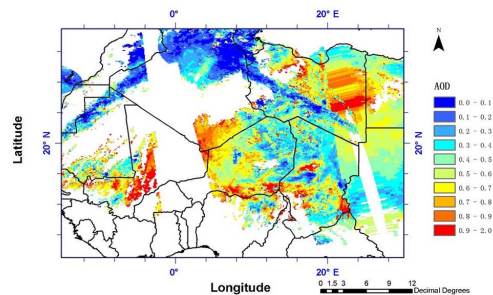 0° 20° E
N
AOD
0.0 - 0.1
0.1 - 0.2
0.2 - 0.3
0.3 - 0.4
0.4 - 0.5
0.5 - 0.6
0.6 - 0.7
0.7 - 0.8
0.8 - 0.9
0.9 - 2.0
Latitude
20° N
20° N
0° 20° E
Longitude
0 1.5 3 6 9 12
Decimal Degrees